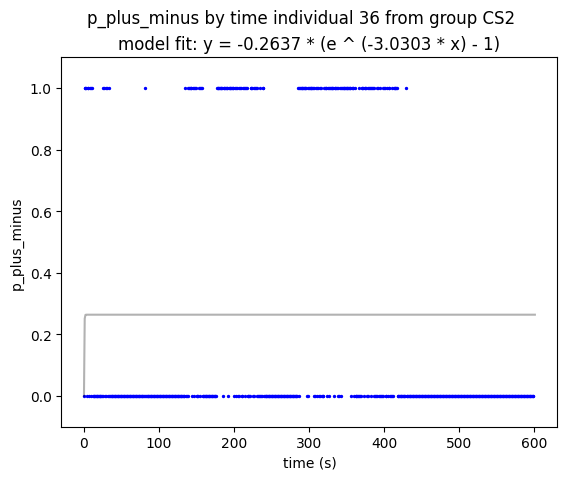 p_plus_minus by time individual 36 from group CS2
model fit: y = -0.2637 * (e ^ (-3.0303 * x) - 1)
1.0
0.8
0.6
0.4
0.2
0.0
p_plus_minus
0 100 200 300 400 500 600
time (s)